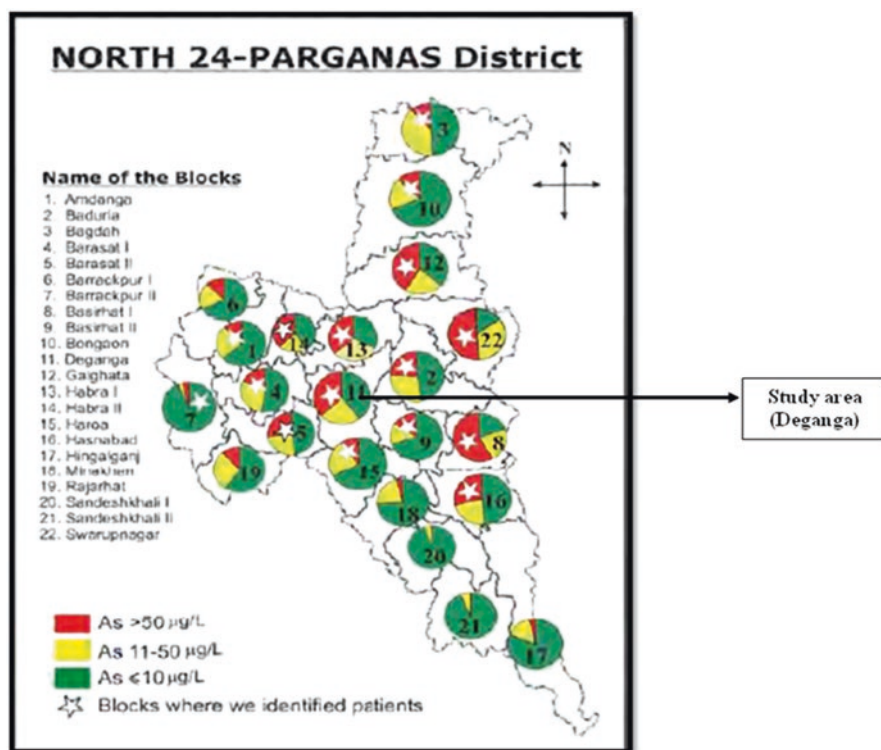 NORTH 24-PARGANAS District
N
Name of the Blocks
1. Amdanga
2. Baduria
3. Bagdah
4. Barasat I
5. Barasat II
6. Barrackpur I
7. Barrackpur II
8. Basirhat I
9. Basirhat II
10. Bongaon
11. Deganga
12. Gaighata
13. Habra I
14. Habra II
15. Haroa
16. Hasnabad
17. Hingalganj
18. Minakhan
19. Rajarhat
20. Sandeshkhali I
21. Sandeshkhali II
22. Swarupnagar
3
10
12
6
1
14
13
22
2
4
11
7
5
9
8
19
15
18
16
20
21
17
Study area
(Deganga)
As >50 µg/L
As 11-50 µg/L
As ⩽10 µg/L
Blocks where we identified patients